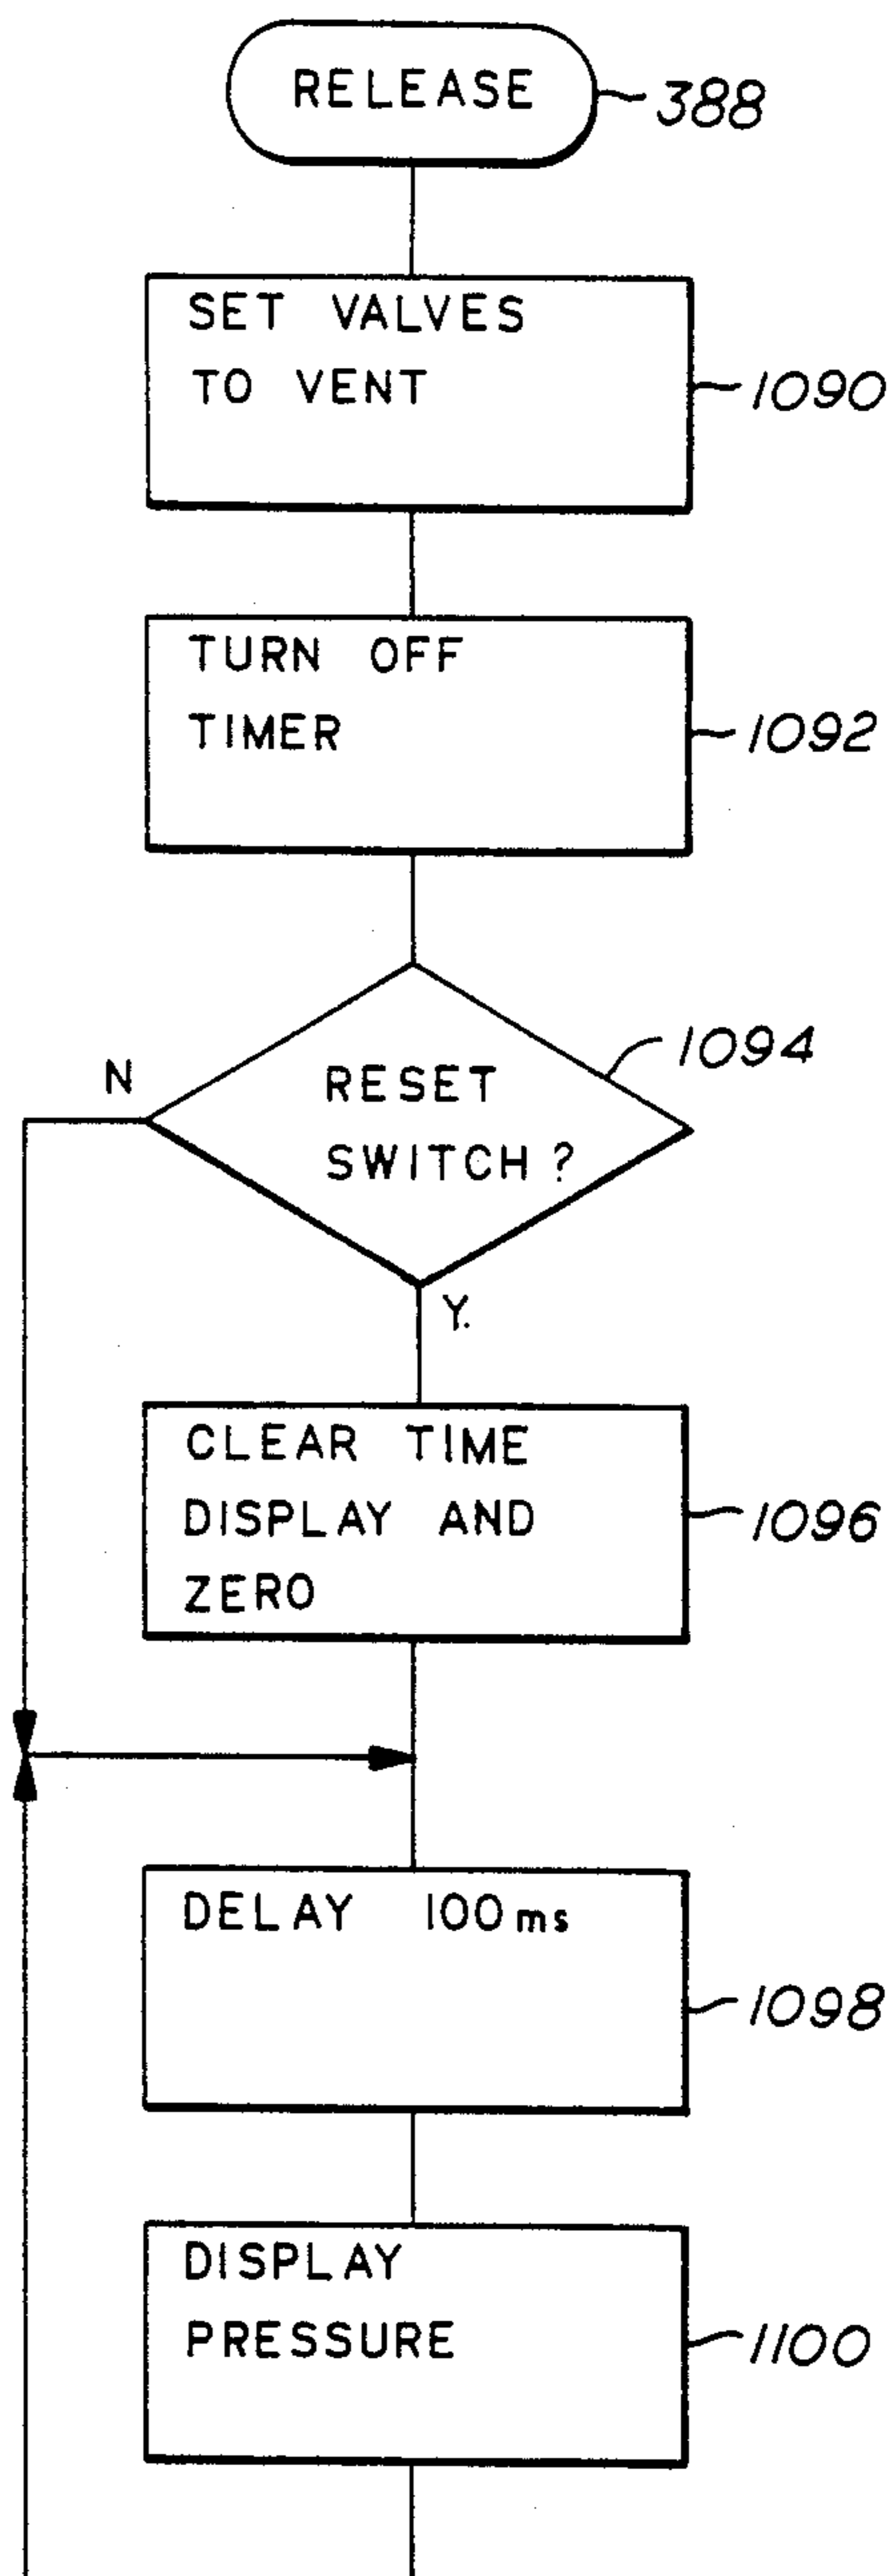 RELEASE
388
SET VALVES
TO VENT
1090
TURN OFF
TIMER
1092
N
RESET
SWITCH?
1094
Y.
CLEAR TIME
DISPLAY AND
ZERO
1096
DELAY 100ms
1098
DISPLAY
PRESSURE
1100